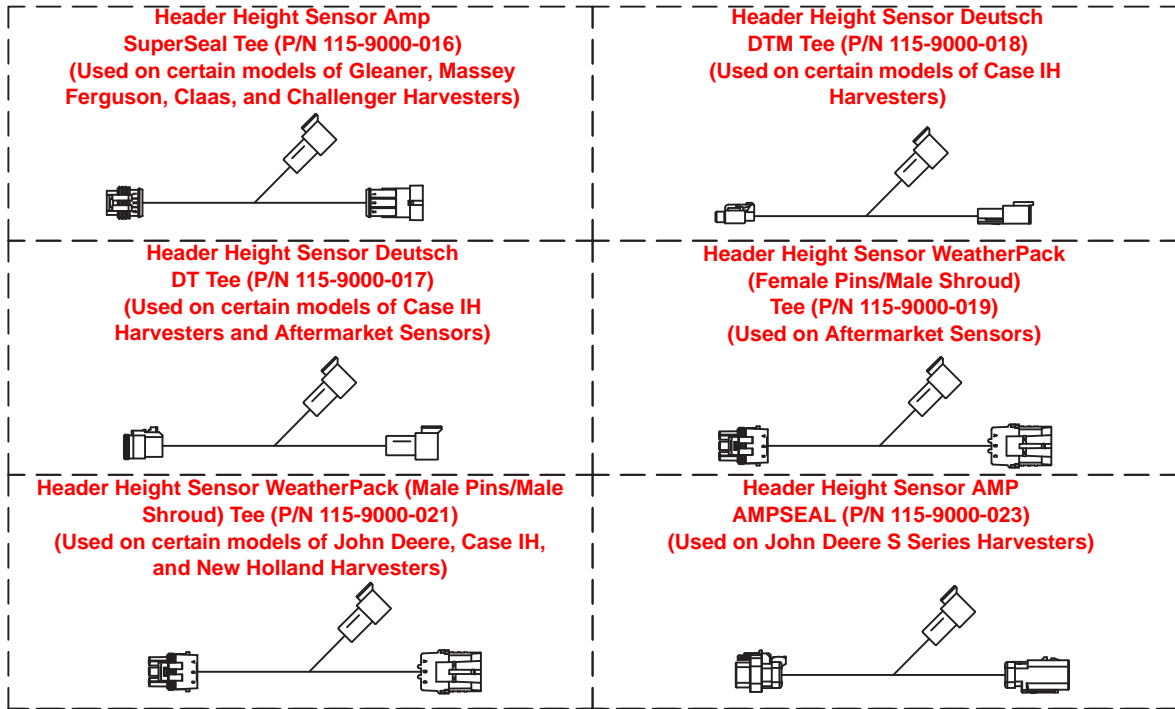 Header Height Sensor Amp
SuperSeal Tee (P/N 115-9000-016)
(Used on certain models of Gleaner, Massey
Ferguson, Claas, and Challenger Harvesters)
Header Height Sensor Deutsch
DTM Tee (P/N 115-9000-018)
(Used on certain models of Case IH
Harvesters)
Header Height Sensor Deutsch
DT Tee (P/N 115-9000-017)
(Used on certain models of Case IH
Harvesters and Aftermarket Sensors)
Header Height Sensor WeatherPack
(Female Pins/Male Shroud)
Tee (P/N 115-9000-019)
(Used on Aftermarket Sensors)
Header Height Sensor WeatherPack (Male Pins/Male
Shroud) Tee (P/N 115-9000-021)
(Used on certain models of John Deere, Case IH,
and New Holland Harvesters)
Header Height Sensor AMP
AMPSEAL (P/N 115-9000-023)
(Used on John Deere S Series Harvesters)